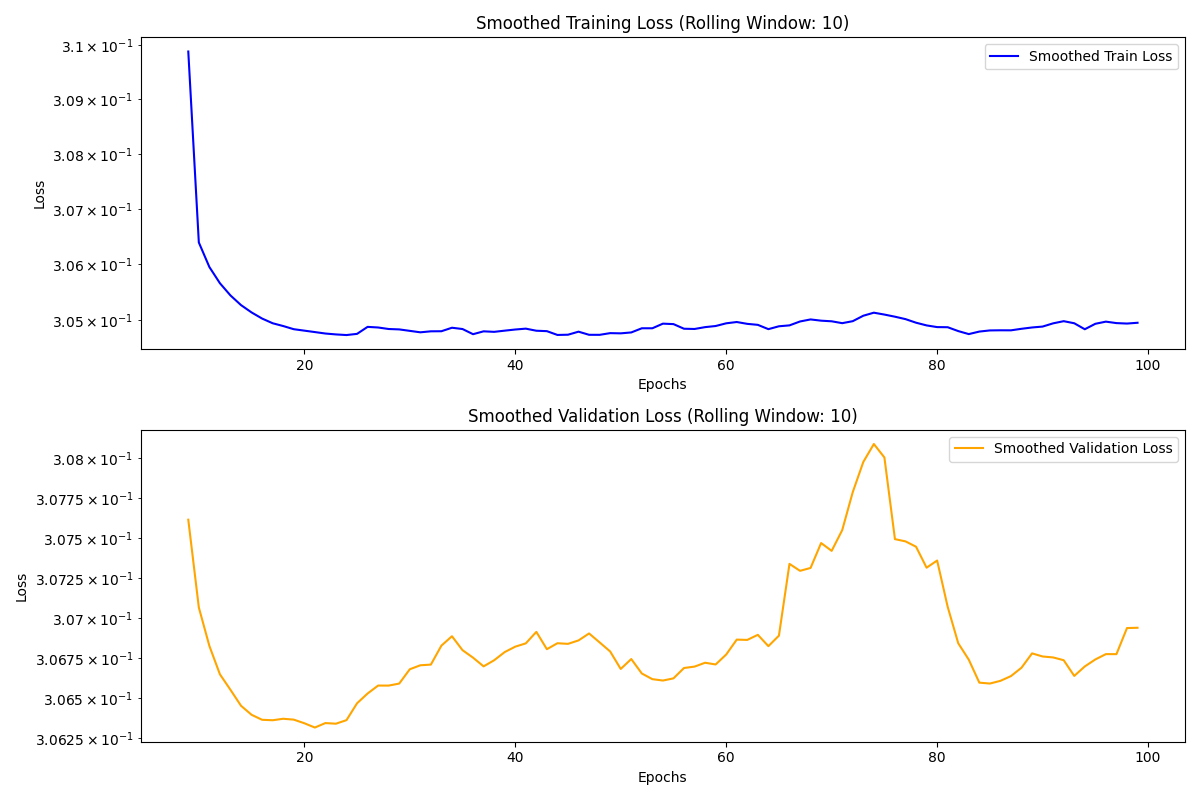 Smoothed Training Loss (Rolling Window: 10)
3.1 × 10⁻¹
3.09 × 10⁻¹
3.08 × 10⁻¹
3.07 × 10⁻¹
3.06 × 10⁻¹
3.05 × 10⁻¹
Loss
Smoothed Train Loss
20 40 60 80 100
Epochs
Smoothed Validation Loss (Rolling Window: 10)
3.08 × 10⁻¹
3.0775 × 10⁻¹
3.075 × 10⁻¹
3.0725 × 10⁻¹
3.07 × 10⁻¹
3.0675 × 10⁻¹
3.065 × 10⁻¹
3.0625 × 10⁻¹
Loss
Smoothed Validation Loss
20 40 60 80 100
Epochs